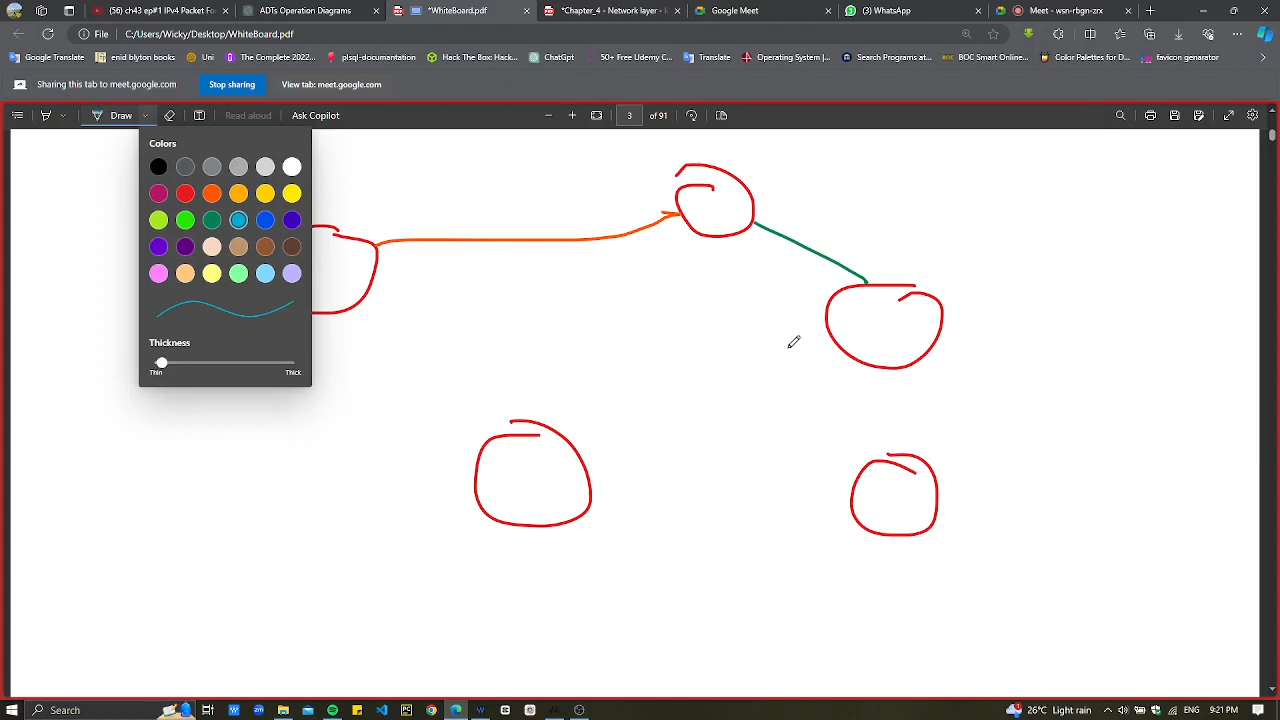 (56) ch43 ep#1 IPv4 Packet Fo
ADTs Operation Diagrams
*WhiteBoard.pdf
*Chapter_4 - Network layer -
Google Meet
(3) WhatsApp
Meet - wsn-rbgn-zcx
File
C:/Users/Wicky/Desktop/WhiteBoard.pdf
Google Translate
enid blyton books
Uni
The Complete 2022...
plsql-documentation
Hack The Box: Hack...
ChatGpt
50+ Free Udemy C...
Translate
Operating System |...
Search Programs at...
BOC Smart Online...
Color Palettes for D...
favicon genarator
Sharing this tab to meet.google.com
Stop sharing
View tab: meet.google.com
Draw
Read aloud
Ask Copilot
3
of 91
Colors
Thickness
Thin
Thick
Search
26°C
Light rain
ENG
9:21 PM